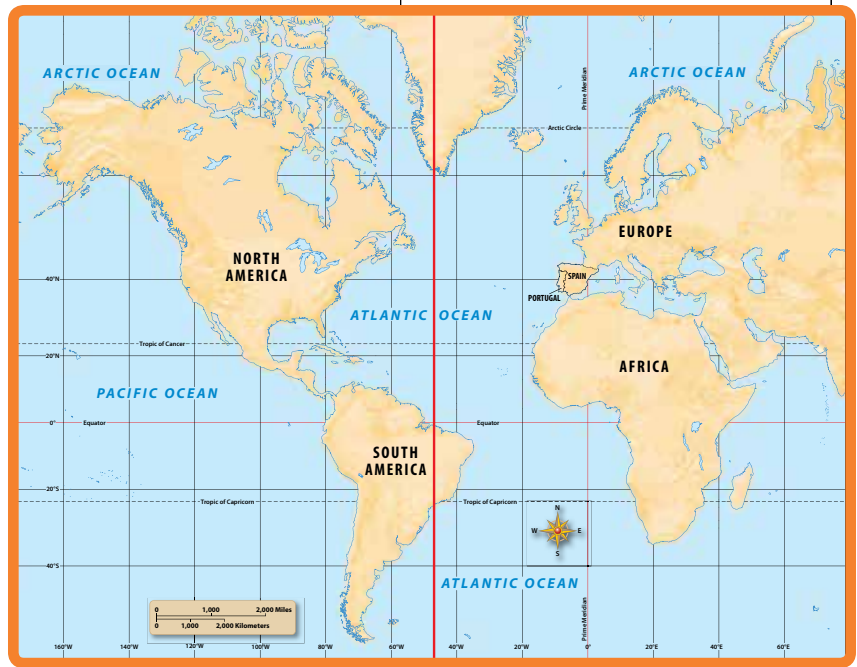 ARCTIC OCEAN
ARCTIC OCEAN
Prime Meridian
Arctic Circle
EUROPE
NORTH
AMERICA
SPAIN
40°N
PORTUGAL
ATLANTIC OCEAN
Tropic of Cancer
20°N
AFRICA
PACIFIC OCEAN
0°
Equator
Equator
SOUTH
AMERICA
20°S
Tropic of Capricorn
Tropic of Capricorn
N
W
E
S
40°S
ATLANTIC OCEAN
Prime Meridian
0 1,000 2,000 Miles
0 1,000 2,000 Kilometers
160°W 140°W 120°W 100°W 80°W 60°W 40°W 20°W 0° 20°E 40°E 60°E